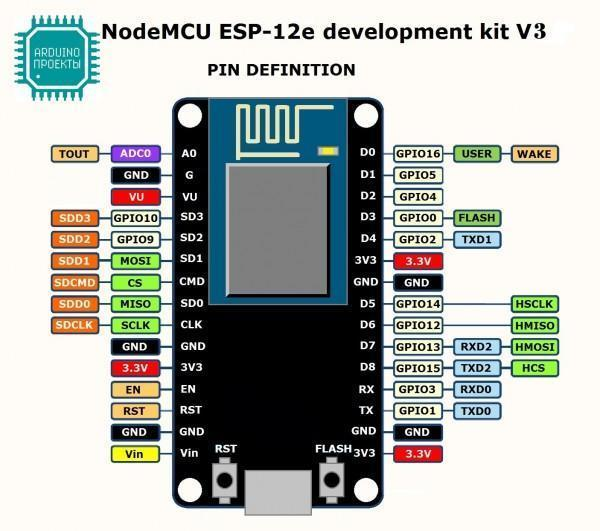 ARDUINO
ПРОЕКТЫ
NodeMCU ESP-12e development kit V3
PIN DEFINITION
TOUT ADC0 A0 D0 GPIO16 USER WAKE
GND G D1 GPIO5
VU VU D2 GPIO4
SDD3 GPIO10 SD3 D3 GPIO0 FLASH
SDD2 GPIO9 SD2 D4 GPIO2 TXD1
SDD1 MOSI SD1 3V3 3.3V
SDCMD CS CMD GND GND
SDD0 MISO SD0 D5 GPIO14 HSCLK
SDCLK SCLK CLK D6 GPIO12 HMISO
GND GND D7 GPIO13 RXD2 HMOSI
3.3V 3V3 D8 GPIO15 TXD2 HCS
EN EN RX GPIO3 RXD0
RST RST TX GPIO1 TXD0
GND GND GND GND
Vin Vin RST FLASH 3V3 3.3V